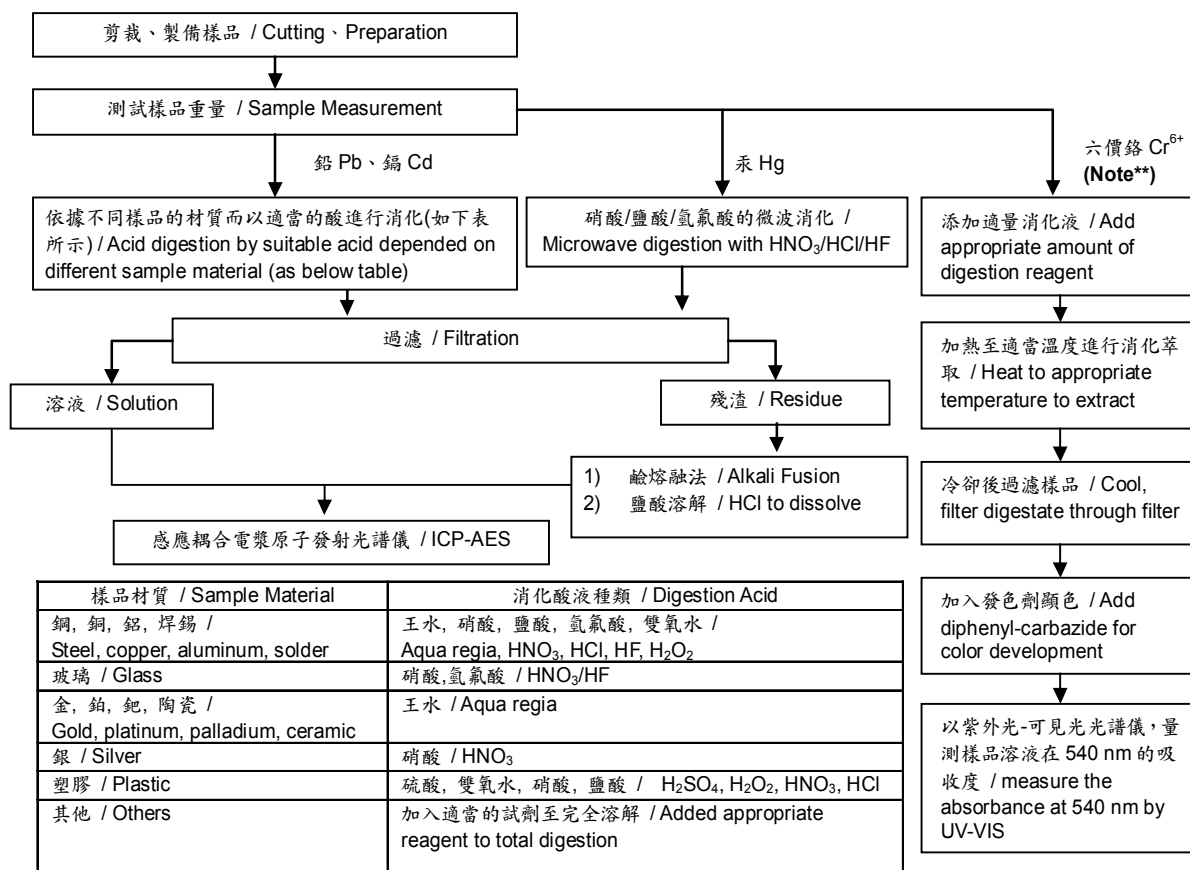 剪裁、製備樣品 / Cutting、Preparation
測試樣品重量 / Sample Measurement
鉛 Pb、鎘 Cd
汞 Hg
六價鉻 Cr⁶⁺
(Note**)
依據不同樣品的材質而以適當的酸進行消化(如下表
所示) / Acid digestion by suitable acid depended on
different sample material (as below table)
硝酸/鹽酸/氫氟酸的微波消化 /
Microwave digestion with HNO₃/HCl/HF
添加適量消化液 / Add
appropriate amount of
digestion reagent
過濾 / Filtration
加熱至適當溫度進行消化萃
取 / Heat to appropriate
temperature to extract
溶液 / Solution
殘渣 / Residue
1) 鹼熔融法 / Alkali Fusion
2) 鹽酸溶解 / HCl to dissolve
冷卻後過濾樣品 / Cool,
filter digestate through filter
感應耦合電漿原子發射光譜儀 / ICP-AES
加入發色劑顯色 / Add
diphenyl-carbazide for
color development
以紫外光-可見光光譜儀,量
測樣品溶液在 540 nm 的吸
收度 / measure the
absorbance at 540 nm by
UV-VIS
樣品材質 / Sample Material 消化酸液種類 / Digestion Acid
鋼, 銅, 鋁, 焊錫 / 王水, 硝酸, 鹽酸, 氫氟酸, 雙氧水 /
Steel, copper, aluminum, solder Aqua regia, HNO₃, HCl, HF, H₂O₂
玻璃 / Glass 硝酸,氫氟酸 / HNO₃/HF
金, 鉑, 鈀, 陶瓷 / 王水 / Aqua regia
Gold, platinum, palladium, ceramic
銀 / Silver 硝酸 / HNO₃
塑膠 / Plastic 硫酸, 雙氧水, 硝酸, 鹽酸 / H₂SO₄, H₂O₂, HNO₃, HCl
其他 / Others 加入適當的試劑至完全溶解 / Added appropriate
reagent to total digestion